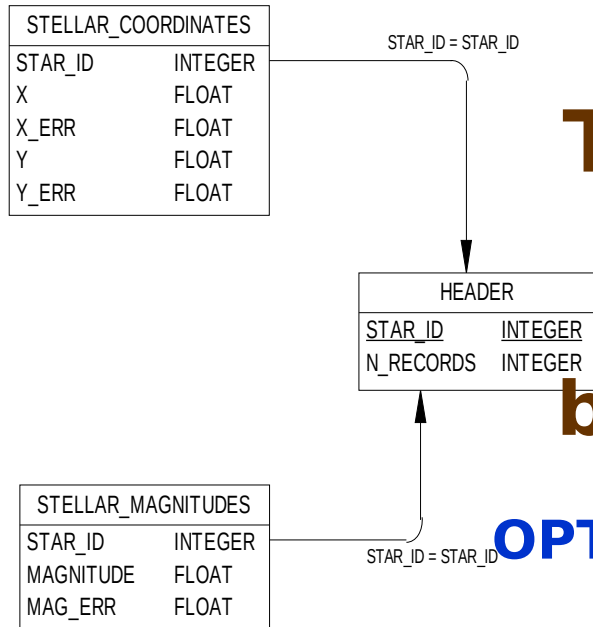 STELLAR_COORDINATES
STAR_ID INTEGER
X FLOAT
X_ERR FLOAT
Y FLOAT
Y_ERR FLOAT
STAR_ID = STAR_ID
T
HEADER
STAR_ID INTEGER
N_RECORDS INTEGER
b
STELLAR_MAGNITUDES
STAR_ID INTEGER
MAGNITUDE FLOAT
MAG_ERR FLOAT
STAR_ID = STAR_ID
OPT